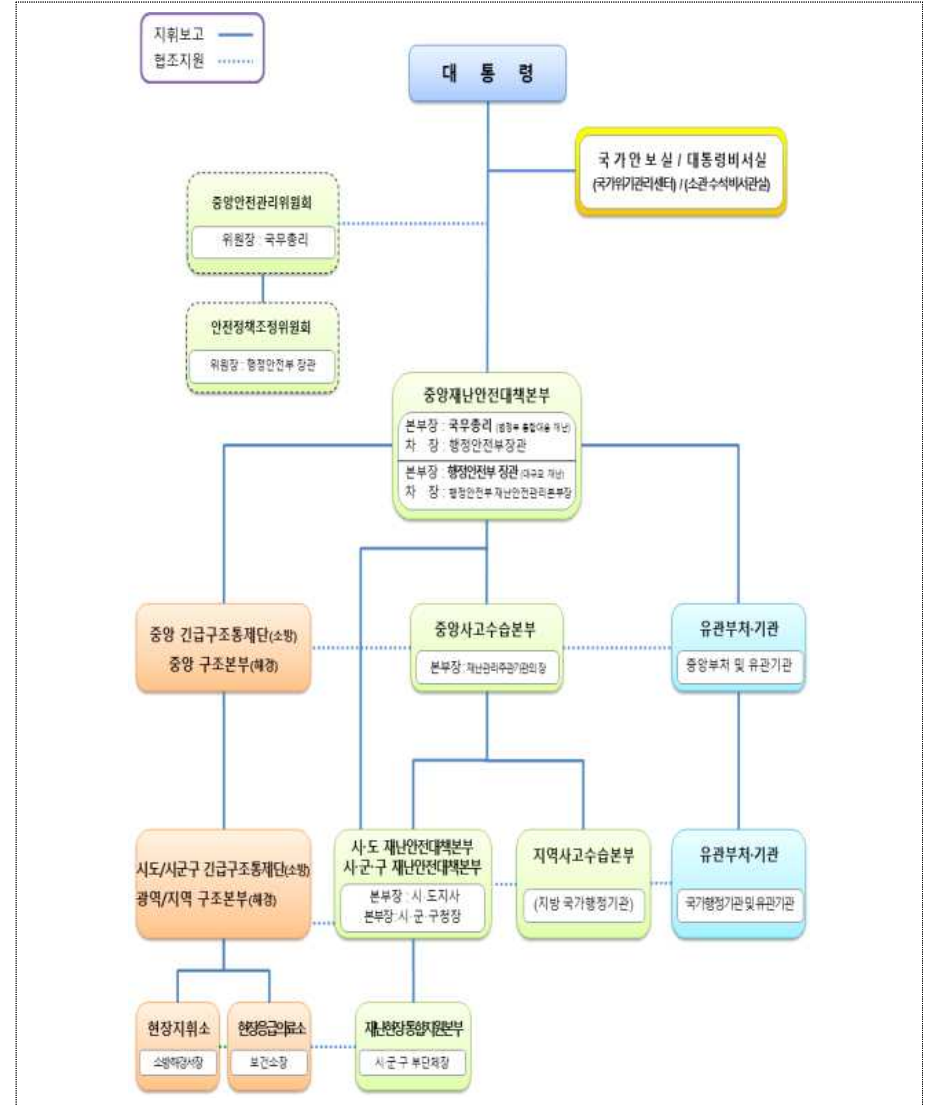 지휘보고
협조지원
대 통 령
국가안보실 / 대통령비서실
(국가위기관리센터) / (소관수석비서관실)
중앙안전관리위원회
위원장 : 국무총리
안전정책조정위원회
위원장 : 행정안전부 장관
중앙재난안전대책본부
본부장 : 국무총리 (범정부 통합대응 재난)
차 장 : 행정안전부장관
본부장 : 행정안전부 장관 (대규모 재난)
차 장 : 행정안전부 재난안전관리본부장
중앙 긴급구조통제단(소방)
중앙 구조본부(해경)
중앙사고수습본부
본부장 : 재난관리주관기관의 장
유관부처·기관
중앙부처 및 유관기관
시도/시군구 긴급구조통제단(소방)
광역/지역 구조본부(해경)
시·도 재난안전대책본부
시·군·구 재난안전대책본부
본부장 : 시·도지사
본부장:시·군·구청장
지역사고수습본부
(지방 국가행정기관)
유관부처·기관
국가행정기관 및 유관기관
현장지휘소
소방해경서장
현장응급의료소
보건소장
재난현장 통합지원본부
시·군·구 부단체장